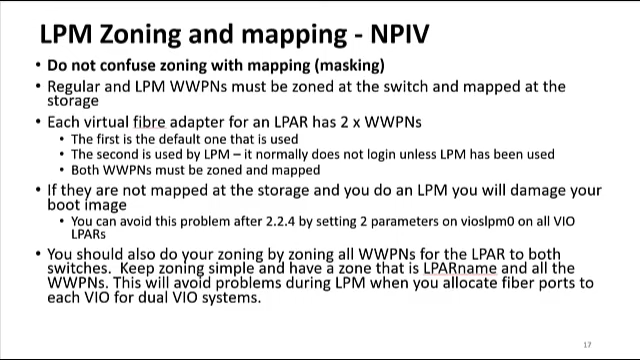 LPM Zoning and mapping - NPIV
• Do not confuse zoning with mapping (masking)
• Regular and LPM WWPNs must be zoned at the switch and mapped at the
storage
• Each virtual fibre adapter for an LPAR has 2 x WWPNs
• The first is the default one that is used
• The second is used by LPM – it normally does not login unless LPM has been used
• Both WWPNs must be zoned and mapped
• If they are not mapped at the storage and you do an LPM you will damage your
boot image
• You can avoid this problem after 2.2.4 by setting 2 parameters on vioslpm0 on all VIO
LPARs
• You should also do your zoning by zoning all WWPNs for the LPAR to both
switches. Keep zoning simple and have a zone that is LPARname and all the
WWPNs. This will avoid problems during LPM when you allocate fiber ports to
each VIO for dual VIO systems.
17